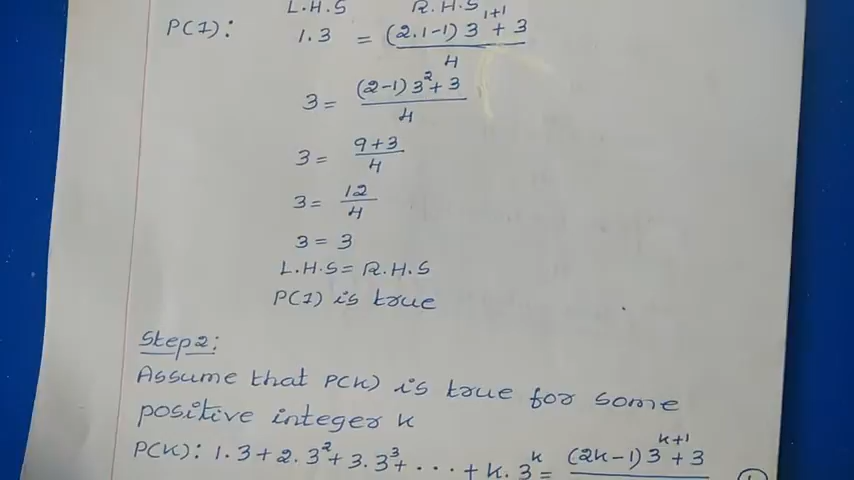 L.H.S R.H.S
P(1): 1.3 = (2.1-1)3^{1+1} + 3 / 4
3 = (2-1)3^2 + 3 / 4
3 = 9+3 / 4
3 = 12 / 4
3 = 3
L.H.S = R.H.S
P(1) is true
Step2:
Assume that P(K) is true for some
positive integer K
P(K): 1.3 + 2.3^2 + 3.3^3 + ... + K.3^K = (2K-1)3^{K+1} + 3